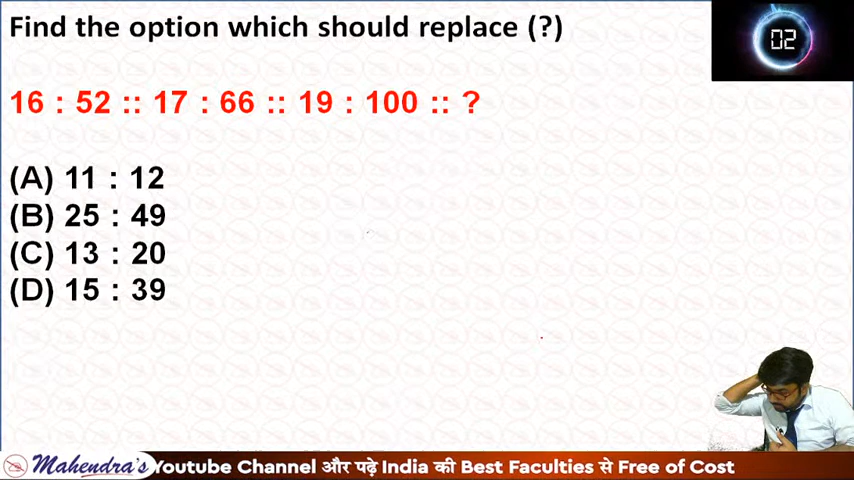 Find the option which should replace (?)
02
16 : 52 :: 17 : 66 :: 19 : 100 :: ?
(A) 11 : 12
(B) 25 : 49
(C) 13 : 20
(D) 15 : 39
Mahendra's Youtube Channel और पढ़े India की Best Faculties से Free of Cost